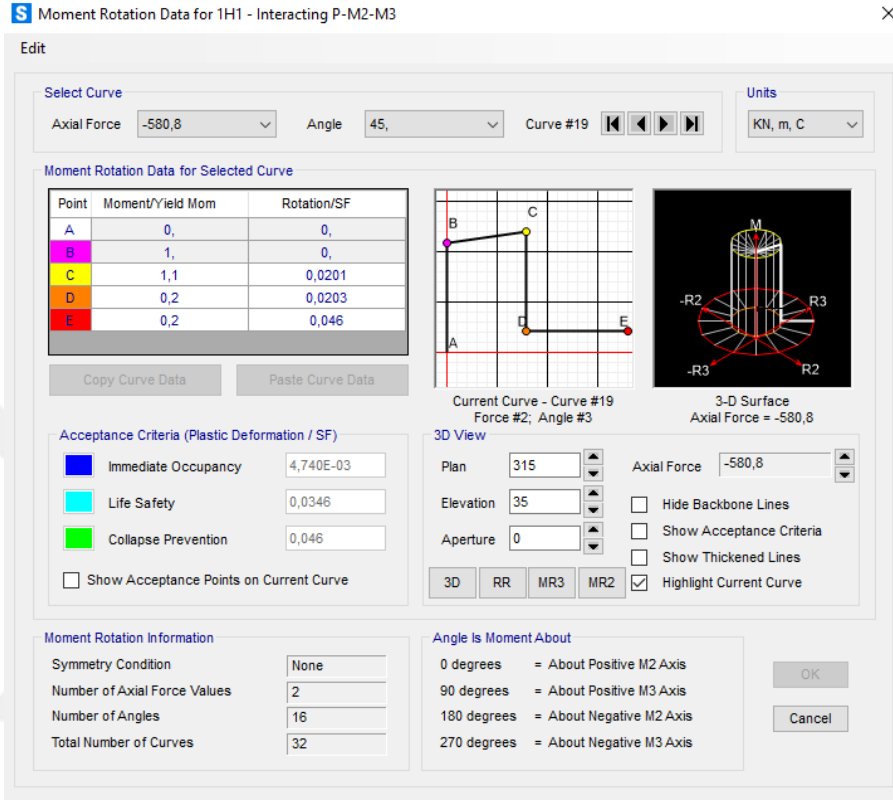 S Moment Rotation Data for 1H1 - Interacting P-M2-M3
Edit
Select Curve
Axial Force -580,8 Angle 45, Curve #19
Units
KN, m, C
Moment Rotation Data for Selected Curve
Point Moment/Yield Mom Rotation/SF
A 0, 0,
B 1, 0,
C 1,1 0,0201
D 0,2 0,0203
E 0,2 0,046
Copy Curve Data Paste Curve Data
B
C
D
E
A
Current Curve - Curve #19
Force #2; Angle #3
M
-R2 R3
-R3 R2
3-D Surface
Axial Force = -580,8
Acceptance Criteria (Plastic Deformation / SF)
Immediate Occupancy 4,740E-03
Life Safety 0,0346
Collapse Prevention 0,046
Show Acceptance Points on Current Curve
3D View
Plan 315
Elevation 35
Aperture 0
3D RR MR3 MR2
Axial Force -580,8
Hide Backbone Lines
Show Acceptance Criteria
Show Thickened Lines
Highlight Current Curve
Moment Rotation Information
Symmetry Condition None
Number of Axial Force Values 2
Number of Angles 16
Total Number of Curves 32
Angle Is Moment About
0 degrees = About Positive M2 Axis
90 degrees = About Positive M3 Axis
180 degrees = About Negative M2 Axis
270 degrees = About Negative M3 Axis
OK
Cancel